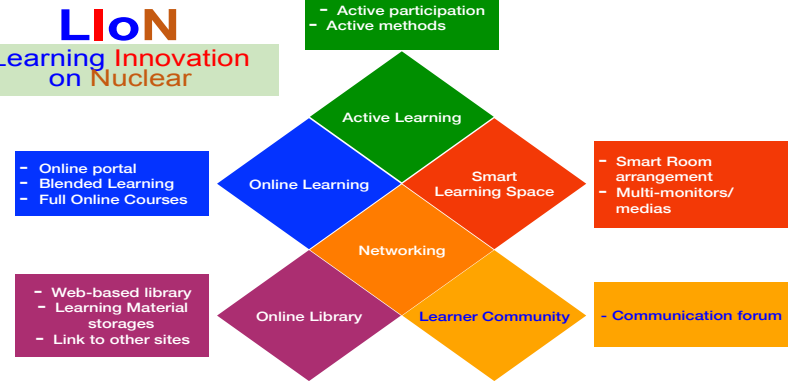 LIoN
Learning Innovation
on Nuclear
- Active participation
- Active methods
Active Learning
- Online portal
- Blended Learning
- Full Online Courses
Online Learning
Smart
Learning Space
- Smart Room
arrangement
- Multi-monitors/
medias
Networking
- Web-based library
- Learning Material
storages
- Link to other sites
Online Library
Learner Community
- Communication forum